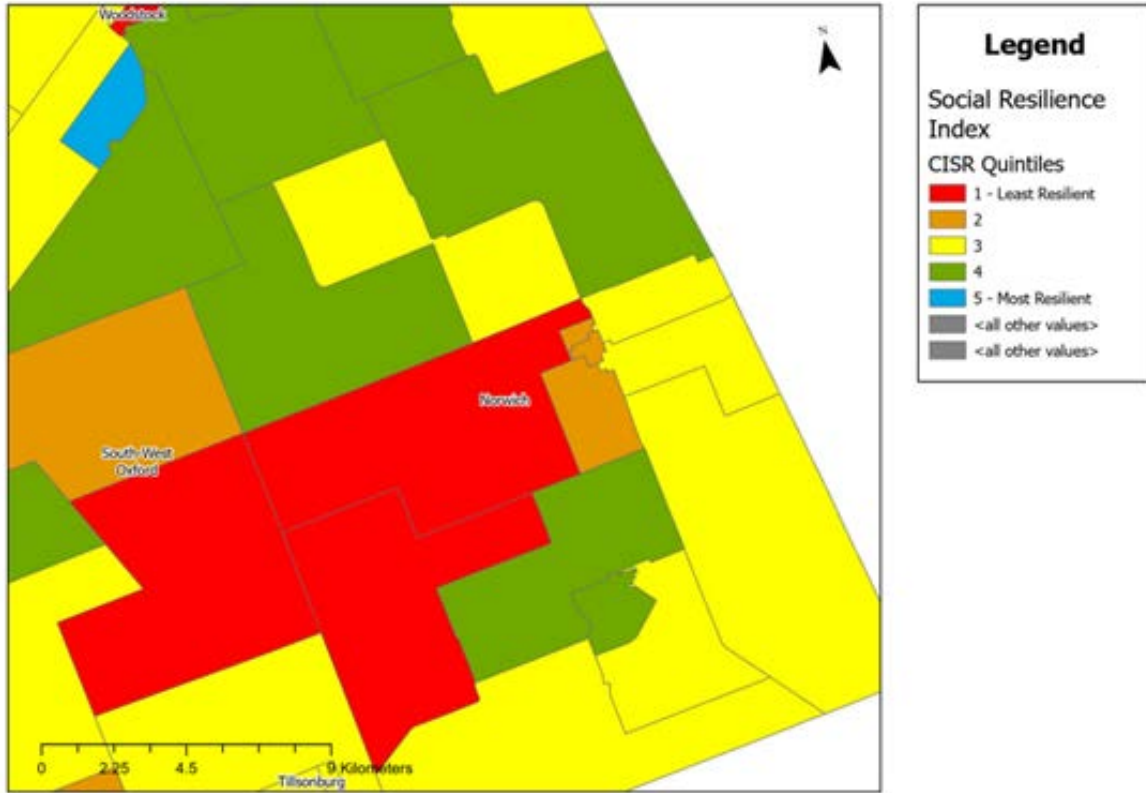 Woodstock
N
Norwich
South-West
Oxford
0 2.25 4.5 9 Kilometers
Tillsonburg
Legend
Social Resilience
Index
CISR Quintiles
1 - Least Resilient
2
3
4
5 - Most Resilient
<all other values>
<all other values>